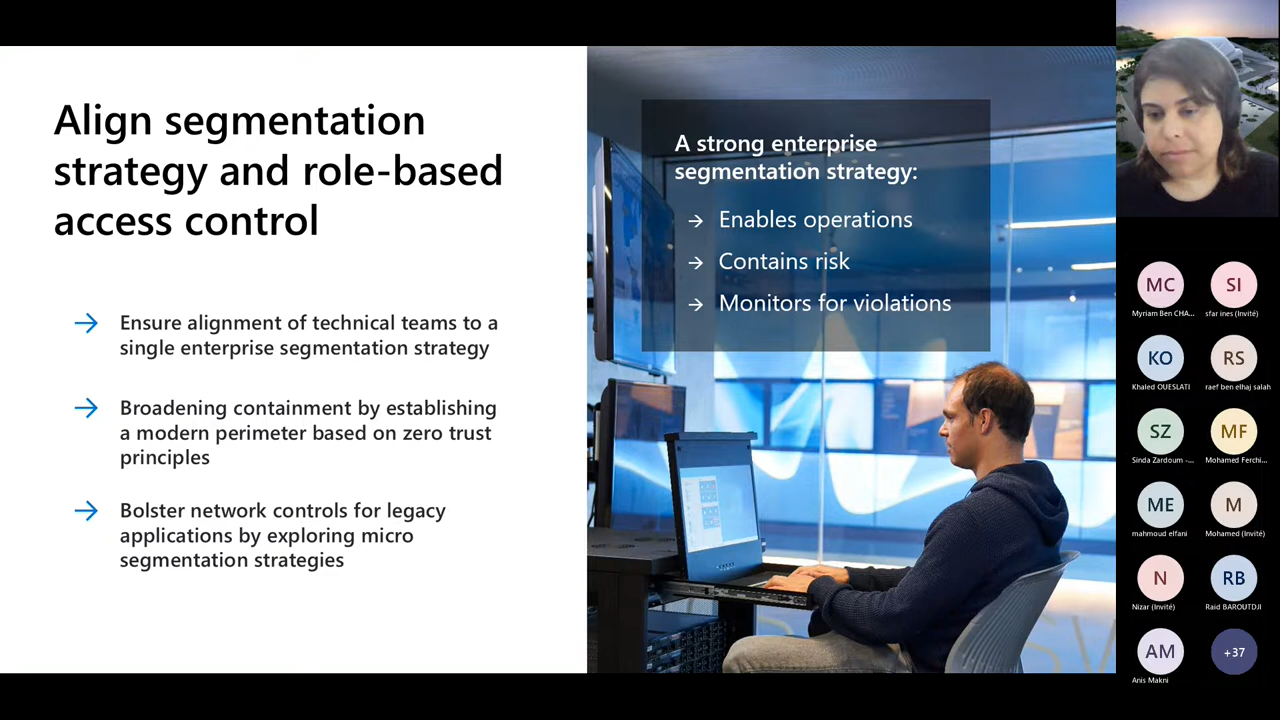 Align segmentation
strategy and role-based
access control
→ Ensure alignment of technical teams to a
single enterprise segmentation strategy
→ Broadening containment by establishing
a modern perimeter based on zero trust
principles
→ Bolster network controls for legacy
applications by exploring micro
segmentation strategies
A strong enterprise
segmentation strategy:
→ Enables operations
→ Contains risk
→ Monitors for violations
MC
Myriam Ben CHA...
SI
sfar ines (Invité)
KO
Khaled OUESLATI
RS
raef ben elhaj salah
SZ
Sinda Zardoum -...
MF
Mohamed Ferchi...
ME
mahmoud elfani
M
Mohamed (Invité)
N
Nizar (Invité)
RB
Raid BAROUTDJI
AM
Anis Makni
+37